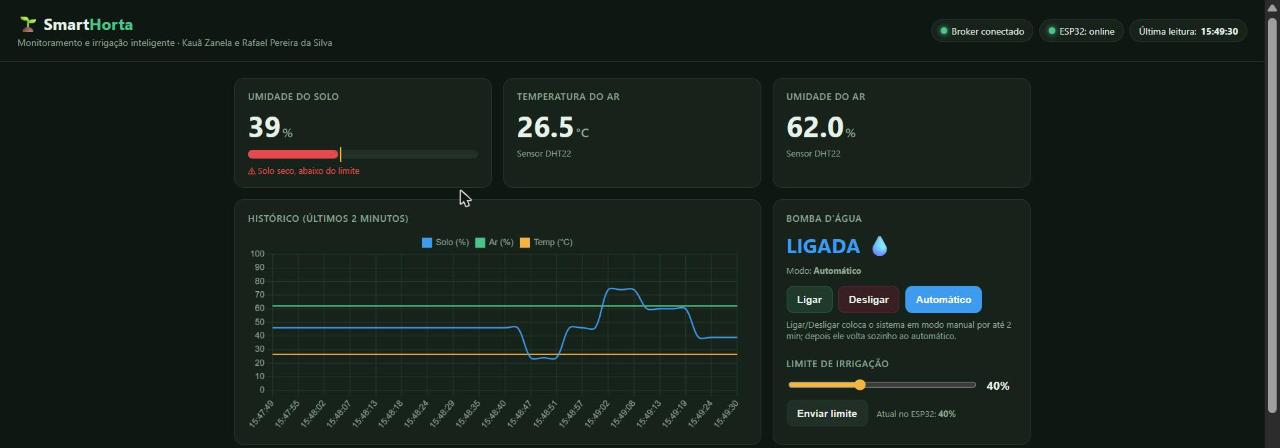 SmartHorta
Monitoramento e irrigação inteligente · Kauã Zanela e Rafael Pereira da Silva
Broker conectado
ESP32: online
Última leitura: 15:49:30
UMIDADE DO SOLO
39%
⚠ Solo seco, abaixo do limite
TEMPERATURA DO AR
26.5°C
Sensor DHT22
UMIDADE DO AR
62.0%
Sensor DHT22
HISTÓRICO (ÚLTIMOS 2 MINUTOS)
Solo (%) Ar (%) Temp (°C)
100
90
80
70
60
50
40
30
20
10
0
15:47:49 15:47:55 15:48:02 15:48:07 15:48:13 15:48:18 15:48:24 15:48:29 15:48:35 15:48:40 15:48:47 15:48:51 15:48:57 15:49:02 15:49:08 15:49:13 15:49:19 15:49:24 15:49:30
BOMBA D'ÁGUA
LIGADA
Modo: Automático
Ligar Desligar Automático
Ligar/Desligar coloca o sistema em modo manual por até 2
min; depois ele volta sozinho ao automático.
LIMITE DE IRRIGAÇÃO
40%
Enviar limite Atual no ESP32: 40%